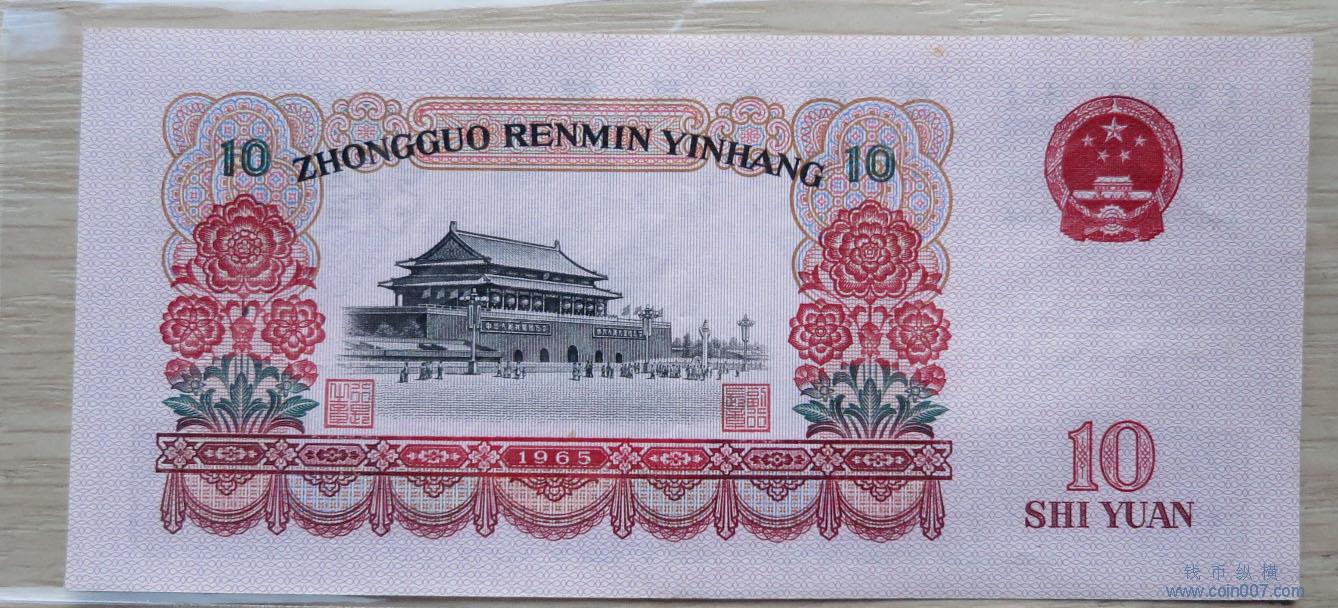 10 ZHONGGUO RENMIN YINHANG 10
1965
10
SHI YUAN
钱币纵横
www.coin007.com